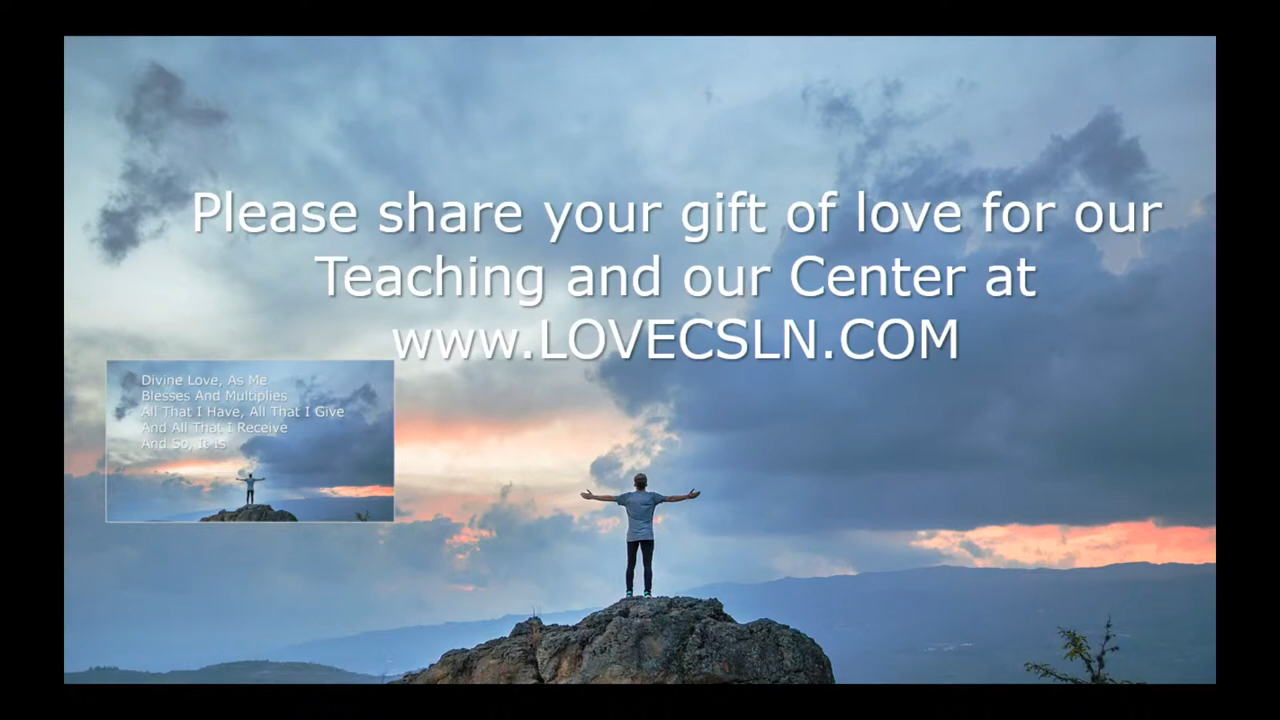 Please share your gift of love for our
Teaching and our Center at
www.LOVECSLN.COM
Divine Love, As Me
Blesses And Multiplies
All That I Have, All That I Give
And All That I Receive
And So, It is